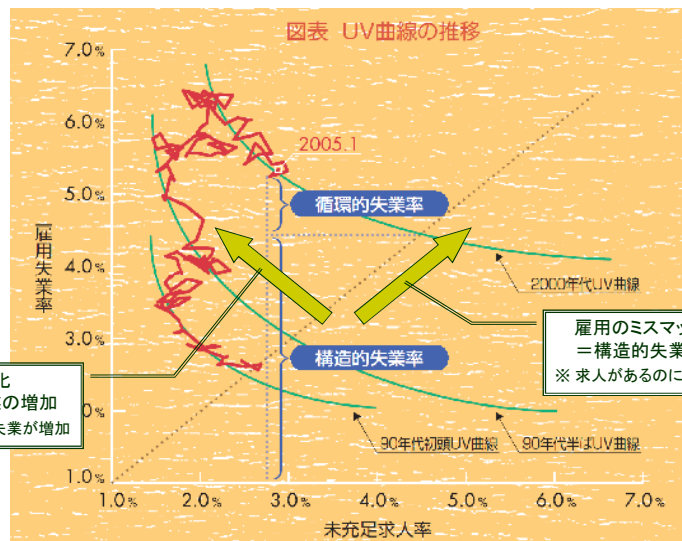 図表 UV曲線の推移
7.0%
6.0%
5.0%
4.0%
3.0%
.0%
1.0%
雇用失業率
2005.1
循環的失業率
2000年代UV曲線
雇用のミスマッ
=構造的失業
※ 求人があるのに
構造的失業率
化
の増加
失業が増加
90年代初頭UV曲線
90年代半ばUV曲線
1.0%
2.0%
3.0%
4.0%
5.0%
6.0%
7.0%
未充足求人率